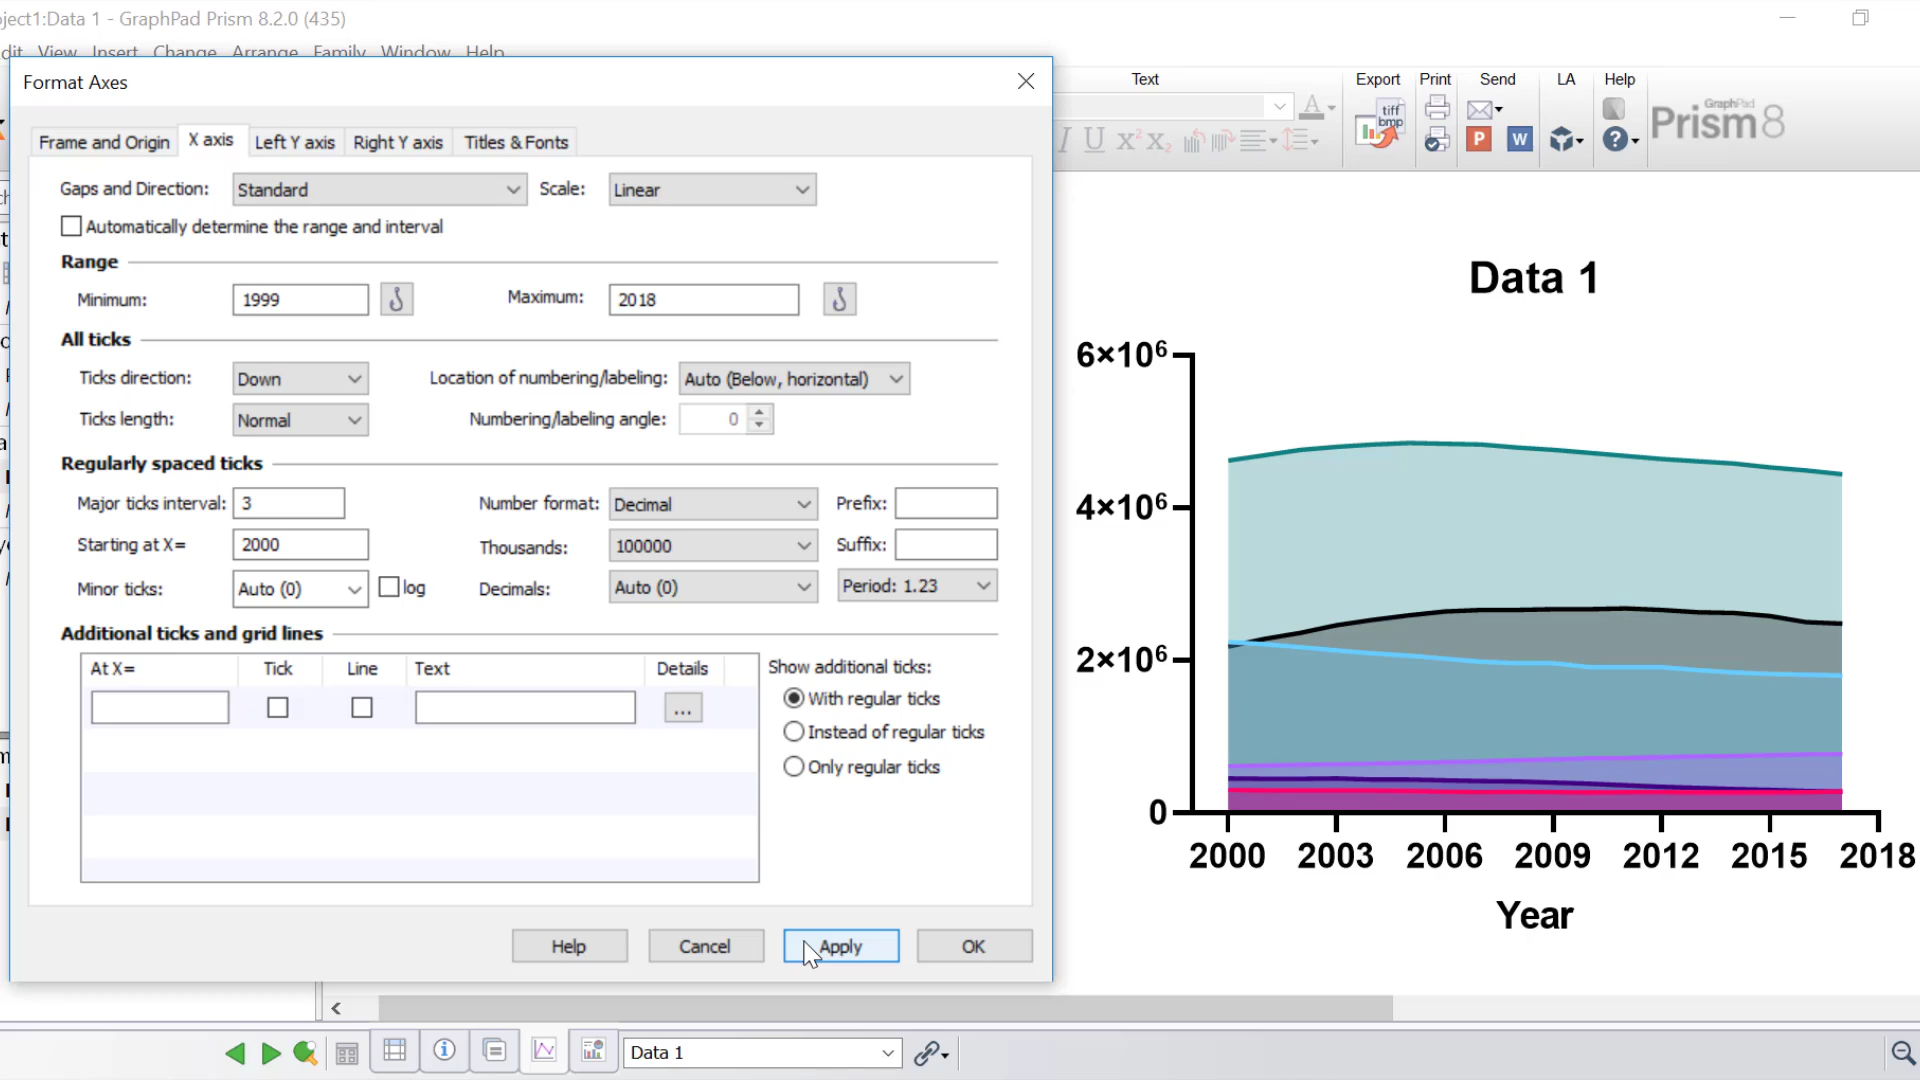 ject1:Data 1 - GraphPad Prism 8.2.0 (435)
dit View Insert Change Arrange Family Window Help
Format Axes
Text Export Print Send LA Help
tiff
bmp
GraphPad
Prism 8
Frame and Origin X axis Left Y axis Right Y axis Titles & Fonts
Gaps and Direction: Standard Scale: Linear
Automatically determine the range and interval
Range
Minimum: 1999 Maximum: 2018
All ticks
Ticks direction: Down Location of numbering/labeling: Auto (Below, horizontal)
Ticks length: Normal Numbering/labeling angle: 0
Regularly spaced ticks
Major ticks interval: 3 Number format: Decimal Prefix:
Starting at X= 2000 Thousands: 100000 Suffix:
Minor ticks: Auto (0) log Decimals: Auto (0) Period: 1.23
Additional ticks and grid lines
At X= Tick Line Text Details Show additional ticks:
... With regular ticks
Instead of regular ticks
Only regular ticks
Help Cancel Apply OK
Data 1
6×10⁶
4×10⁶
2×10⁶
0
2000 2003 2006 2009 2012 2015 2018
Year
Data 1